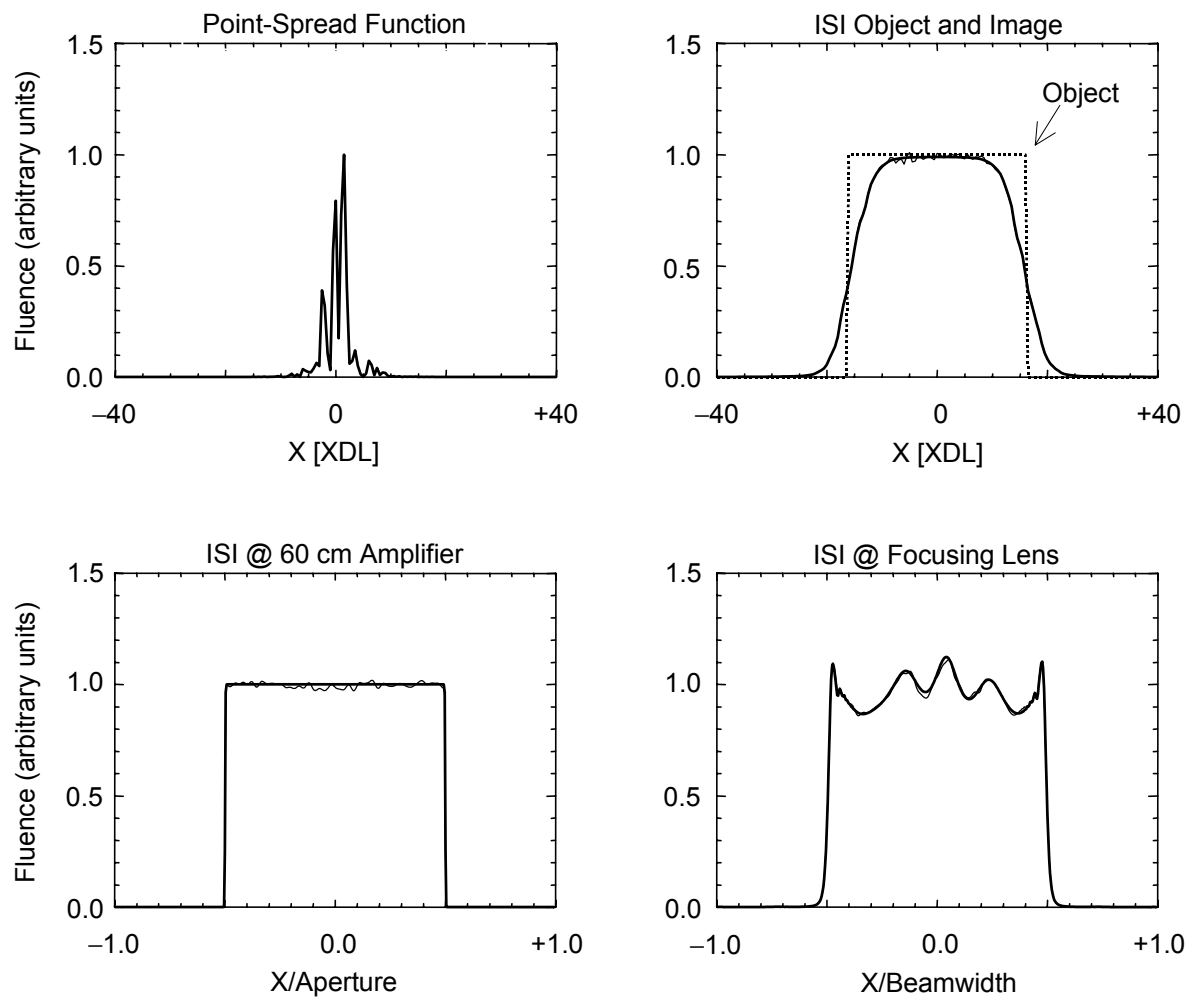 Point-Spread Function
1.5
1.0
0.5
0.0
Fluence (arbitrary units)
–40
0
+40
X [XDL]
ISI Object and Image
Object
1.5
1.0
0.5
0.0
–40
0
+40
X [XDL]
ISI @ 60 cm Amplifier
1.5
1.0
0.5
0.0
Fluence (arbitrary units)
–1.0
0.0
+1.0
X/Aperture
ISI @ Focusing Lens
1.5
1.0
0.5
0.0
–1.0
0.0
+1.0
X/Beamwidth